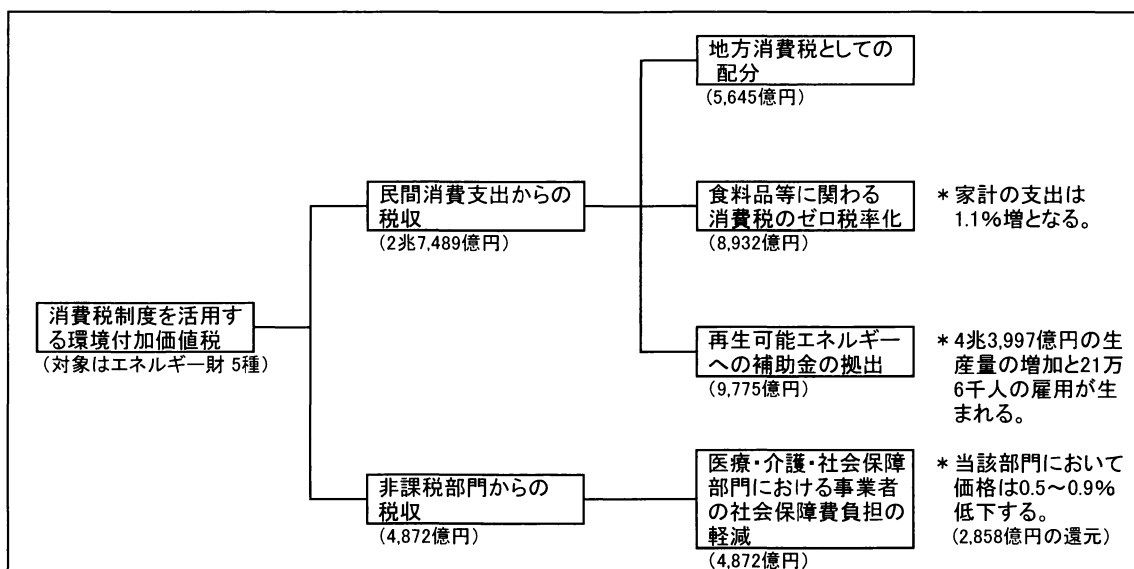 地方消費税としての
配分
(5,645億円)
民間消費支出からの
税収
(2兆7,489億円)
食料品等に関わる
消費税のゼロ税率化
(8,932億円)
＊家計の支出は
1.1%増となる。
消費税制度を活用す
る環境付加価値税
(対象はエネルギー財 5種)
再生可能エネルギー
への補助金の拠出
(9,775億円)
＊4兆3,997億円の生
産量の増加と21万
6千人の雇用が生
まれる。
非課税部門からの
税収
(4,872億円)
医療・介護・社会保障
部門における事業者
の社会保障費負担の
軽減
(4,872億円)
＊当該部門において
価格は0.5～0.9%
低下する。
(2,858億円の還元)